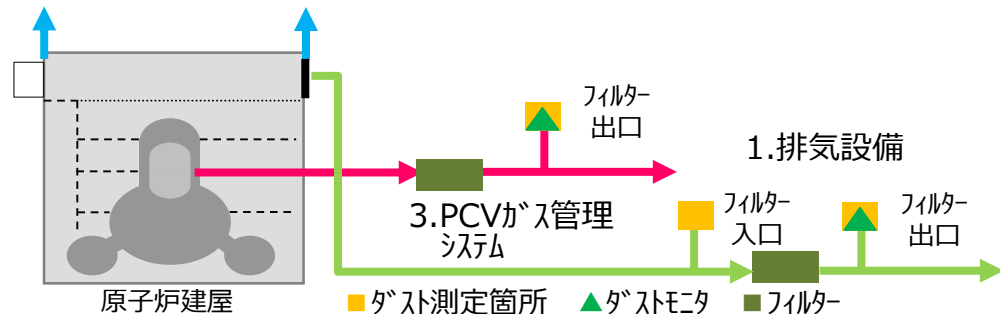 フィルター
出口
1.排気設備
3.PCVガス管理
システム
フィルター
入口
フィルター
出口
原子炉建屋
ダスト測定箇所
ダストモニタ
フィルター